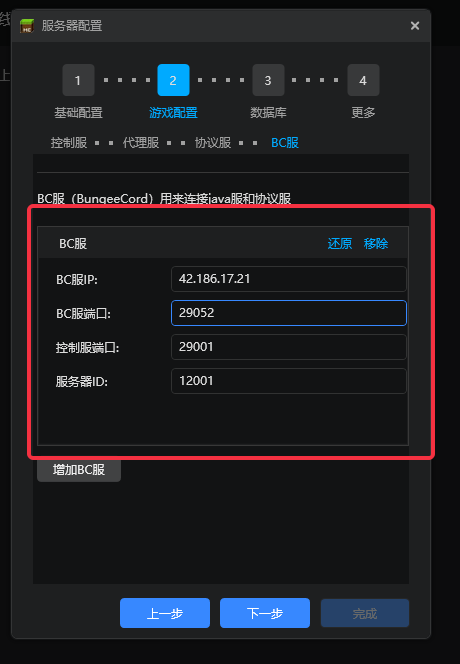 服务器配置
1 2 3 4
基础配置 游戏配置 数据库 更多
控制服 代理服 协议服 BC服
BC服（BungeeCord）用来连接java服和协议服
BC服 还原 移除
BC服IP: 42.186.17.21
BC服端口: 29052
控制服端口: 29001
服务器ID: 12001
增加BC服
上一步 下一步 完成